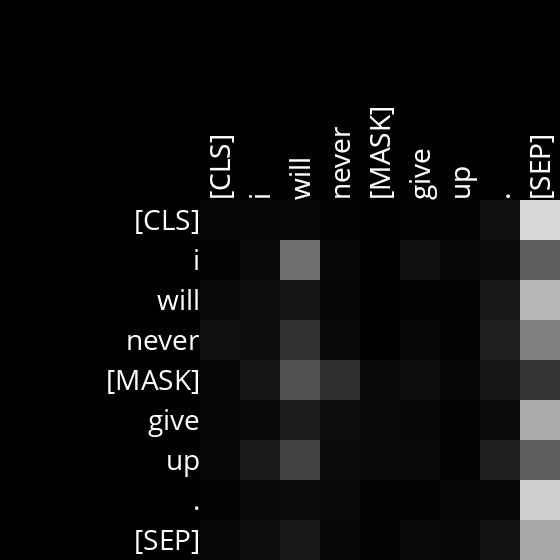 [CLS] i will never [MASK] give up . [SEP]
[CLS]
i
will
never
[MASK]
give
up
.
[SEP]